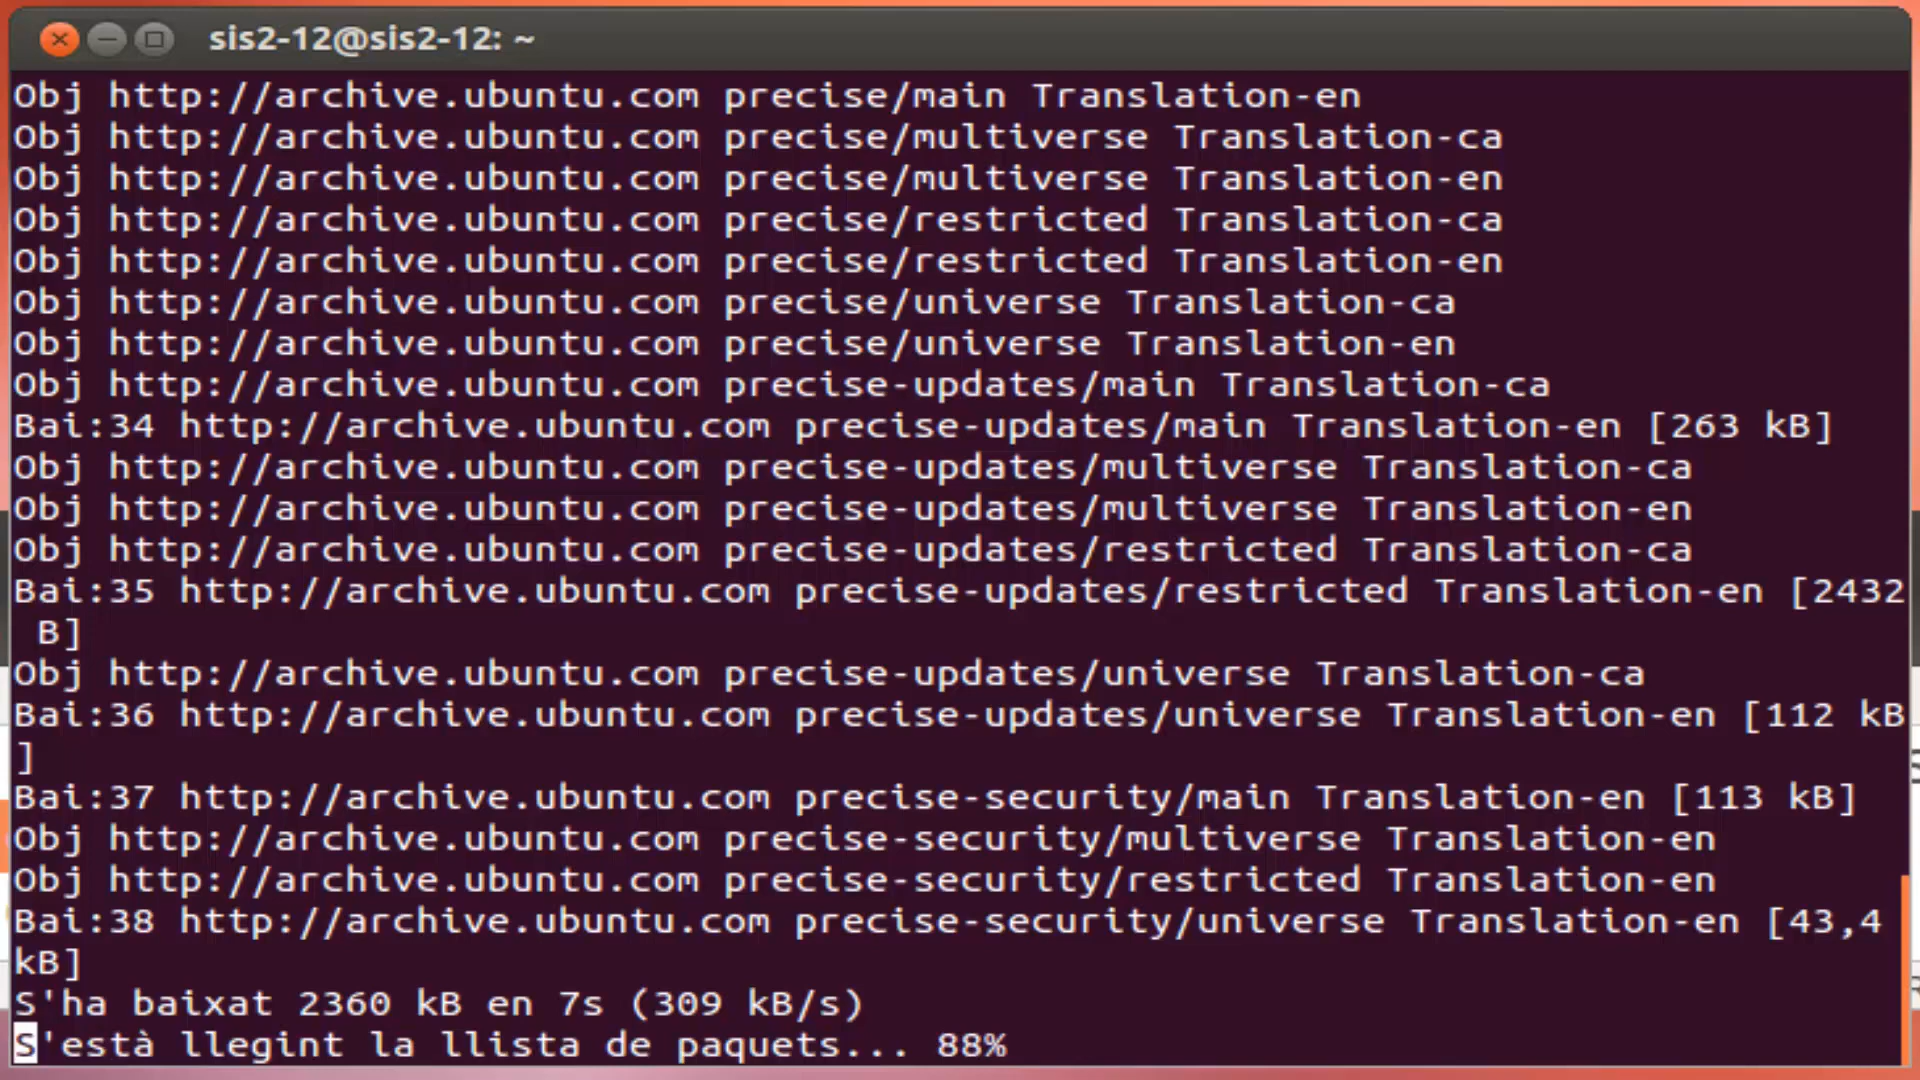 sis2-12@sis2-12: ~
Obj http://archive.ubuntu.com precise/main Translation-en
Obj http://archive.ubuntu.com precise/multiverse Translation-ca
Obj http://archive.ubuntu.com precise/multiverse Translation-en
Obj http://archive.ubuntu.com precise/restricted Translation-ca
Obj http://archive.ubuntu.com precise/restricted Translation-en
Obj http://archive.ubuntu.com precise/universe Translation-ca
Obj http://archive.ubuntu.com precise/universe Translation-en
Obj http://archive.ubuntu.com precise-updates/main Translation-ca
Bai:34 http://archive.ubuntu.com precise-updates/main Translation-en [263 kB]
Obj http://archive.ubuntu.com precise-updates/multiverse Translation-ca
Obj http://archive.ubuntu.com precise-updates/multiverse Translation-en
Obj http://archive.ubuntu.com precise-updates/restricted Translation-ca
Bai:35 http://archive.ubuntu.com precise-updates/restricted Translation-en [2432
B]
Obj http://archive.ubuntu.com precise-updates/universe Translation-ca
Bai:36 http://archive.ubuntu.com precise-updates/universe Translation-en [112 kB
]
Bai:37 http://archive.ubuntu.com precise-security/main Translation-en [113 kB]
Obj http://archive.ubuntu.com precise-security/multiverse Translation-en
Obj http://archive.ubuntu.com precise-security/restricted Translation-en
Bai:38 http://archive.ubuntu.com precise-security/universe Translation-en [43,4
kB]
S'ha baixat 2360 kB en 7s (309 kB/s)
S'està llegint la llista de paquets... 88%